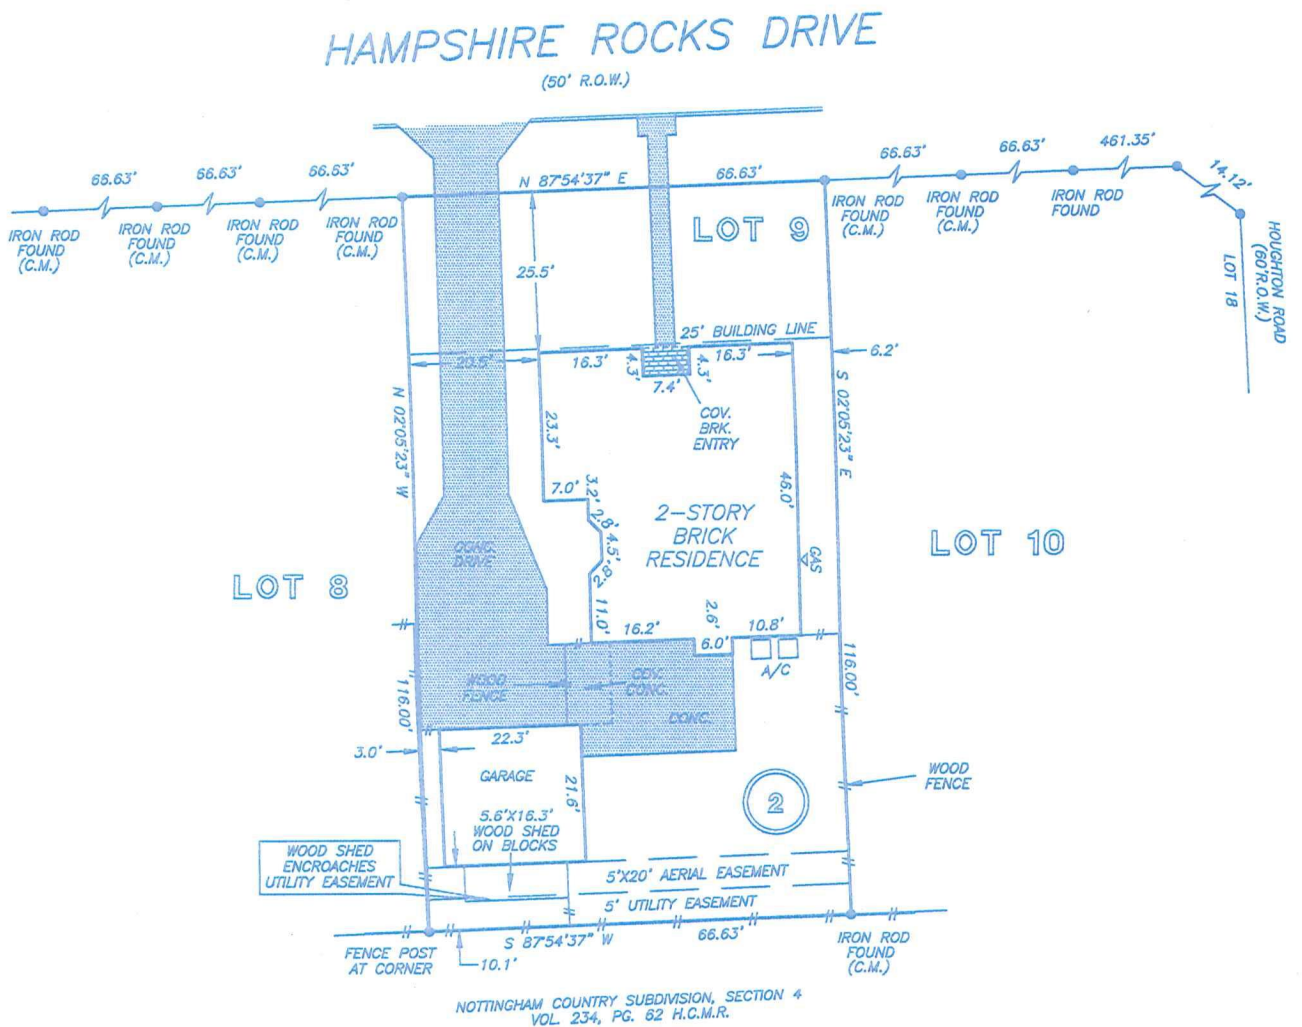 HAMPSHIRE ROCKS DRIVE
(50' R.O.W.)
66.63'
66.63'
66.63'
N 87°54'37" E
66.63'
66.63'
66.63'
461.35'
14.12'
IRON ROD
FOUND
(C.M.)
IRON ROD
FOUND
(C.M.)
IRON ROD
FOUND
(C.M.)
IRON ROD
FOUND
(C.M.)
LOT 9
IRON ROD
FOUND
(C.M.)
IRON ROD
FOUND
(C.M.)
IRON ROD
FOUND
HOUGHTON ROAD
(60'R.O.W.)
LOT 18
25.5'
25' BUILDING LINE
20.5'
16.3'
4.3'
7.4'
4.3'
16.3'
6.2'
COV.
BRK.
ENTRY
N 02°05'23" W
S 02°05'23" E
23.3'
46.0'
7.0'
3.2'
2.8'
4.5'
2.8'
11.0'
2-STORY
BRICK
RESIDENCE
GAS
LOT 8
LOT 10
CONC.
DRIVE
16.2'
2.6'
6.0'
10.8'
A/C
WOOD
FENCE
COV.
CONC.
CONC.
116.00'
116.00'
3.0'
22.3'
GARAGE
21.6'
5.6'X16.3'
WOOD SHED
ON BLOCKS
2
WOOD
FENCE
WOOD SHED
ENCROACHES
UTILITY EASEMENT
5'X20' AERIAL EASEMENT
5' UTILITY EASEMENT
S 87°54'37" W
66.63'
FENCE POST
AT CORNER
10.1'
IRON ROD
FOUND
(C.M.)
NOTTINGHAM COUNTRY SUBDIVISION, SECTION 4
VOL. 234, PG. 62 H.C.M.R.